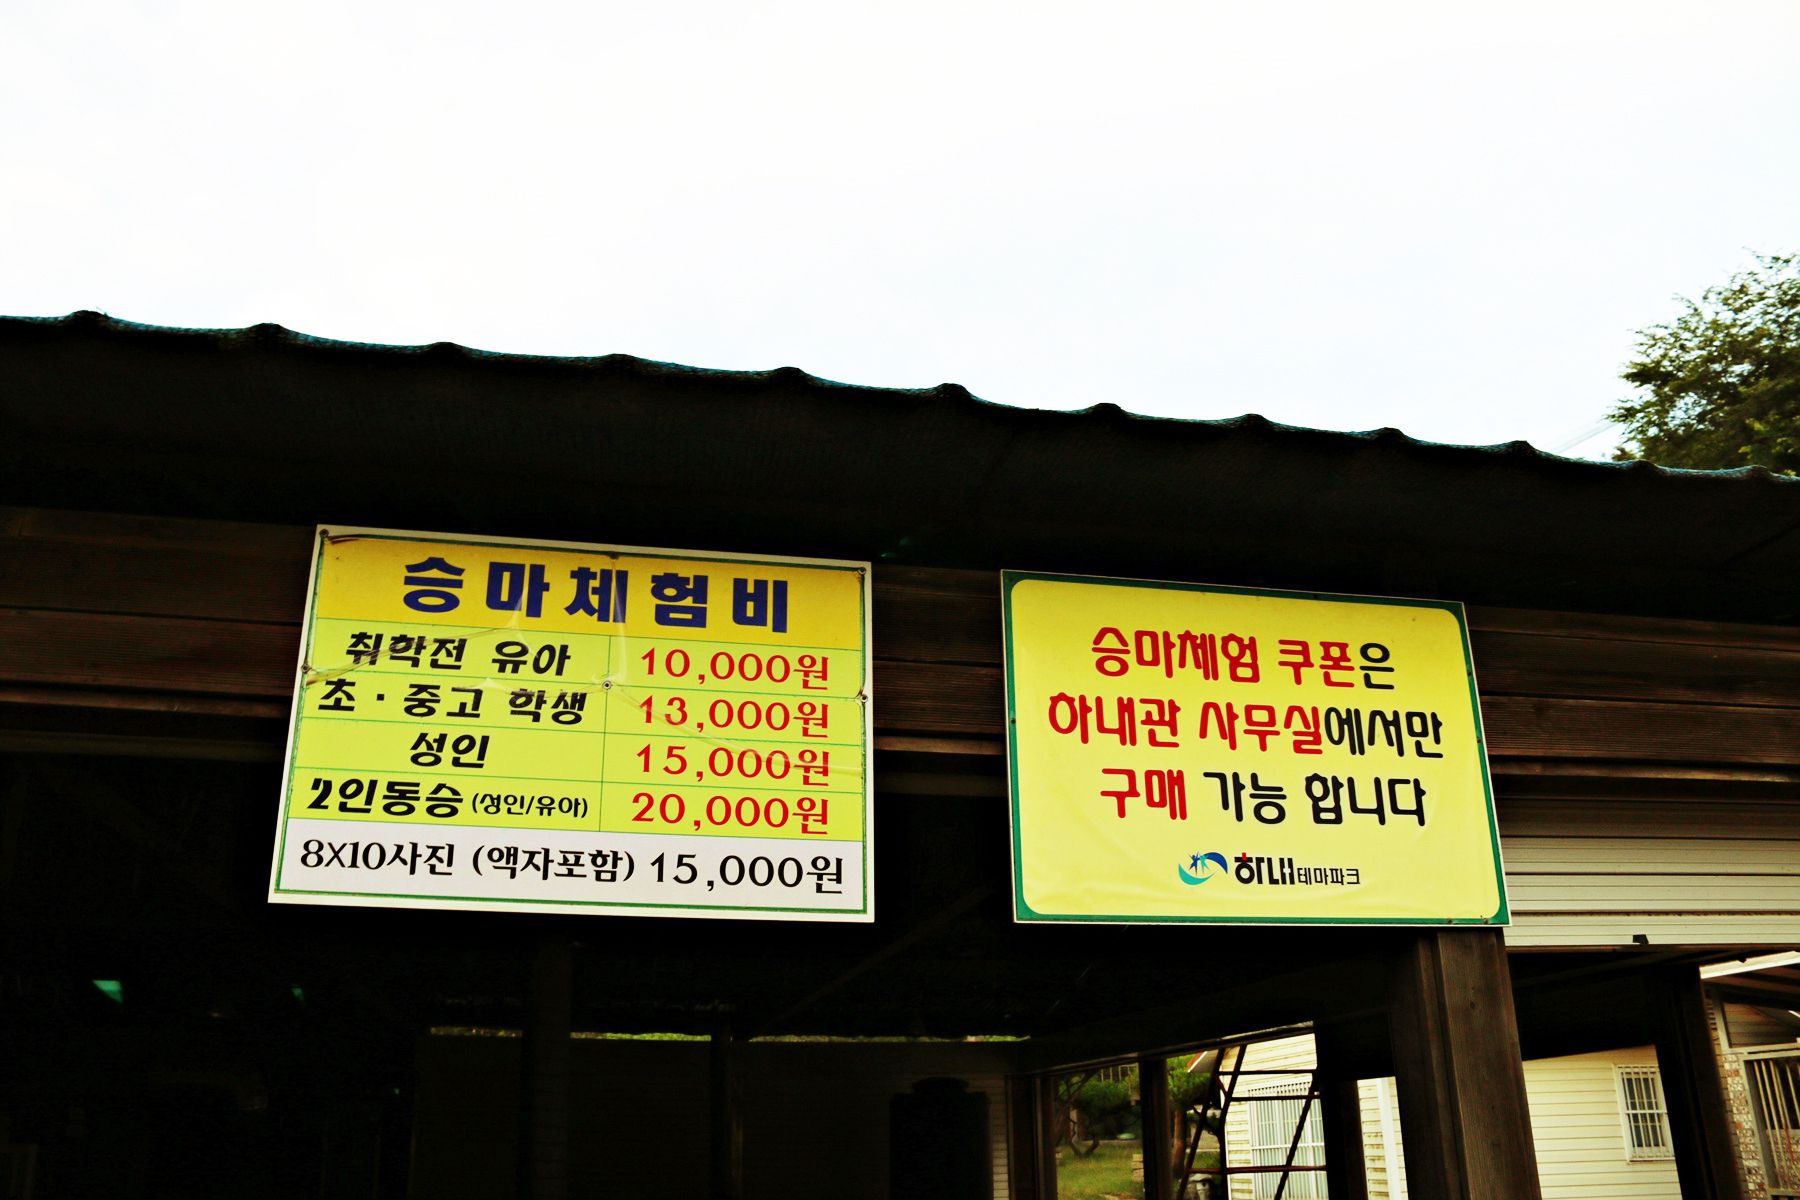 승마체험비
취학전 유아 10,000원
초·중고 학생 13,000원
성인 15,000원
2인동승 (성인/유아) 20,000원
8X10사진 (액자포함) 15,000원
승마체험 쿠폰은
하내관 사무실에서만
구매 가능 합니다
하내테마파크